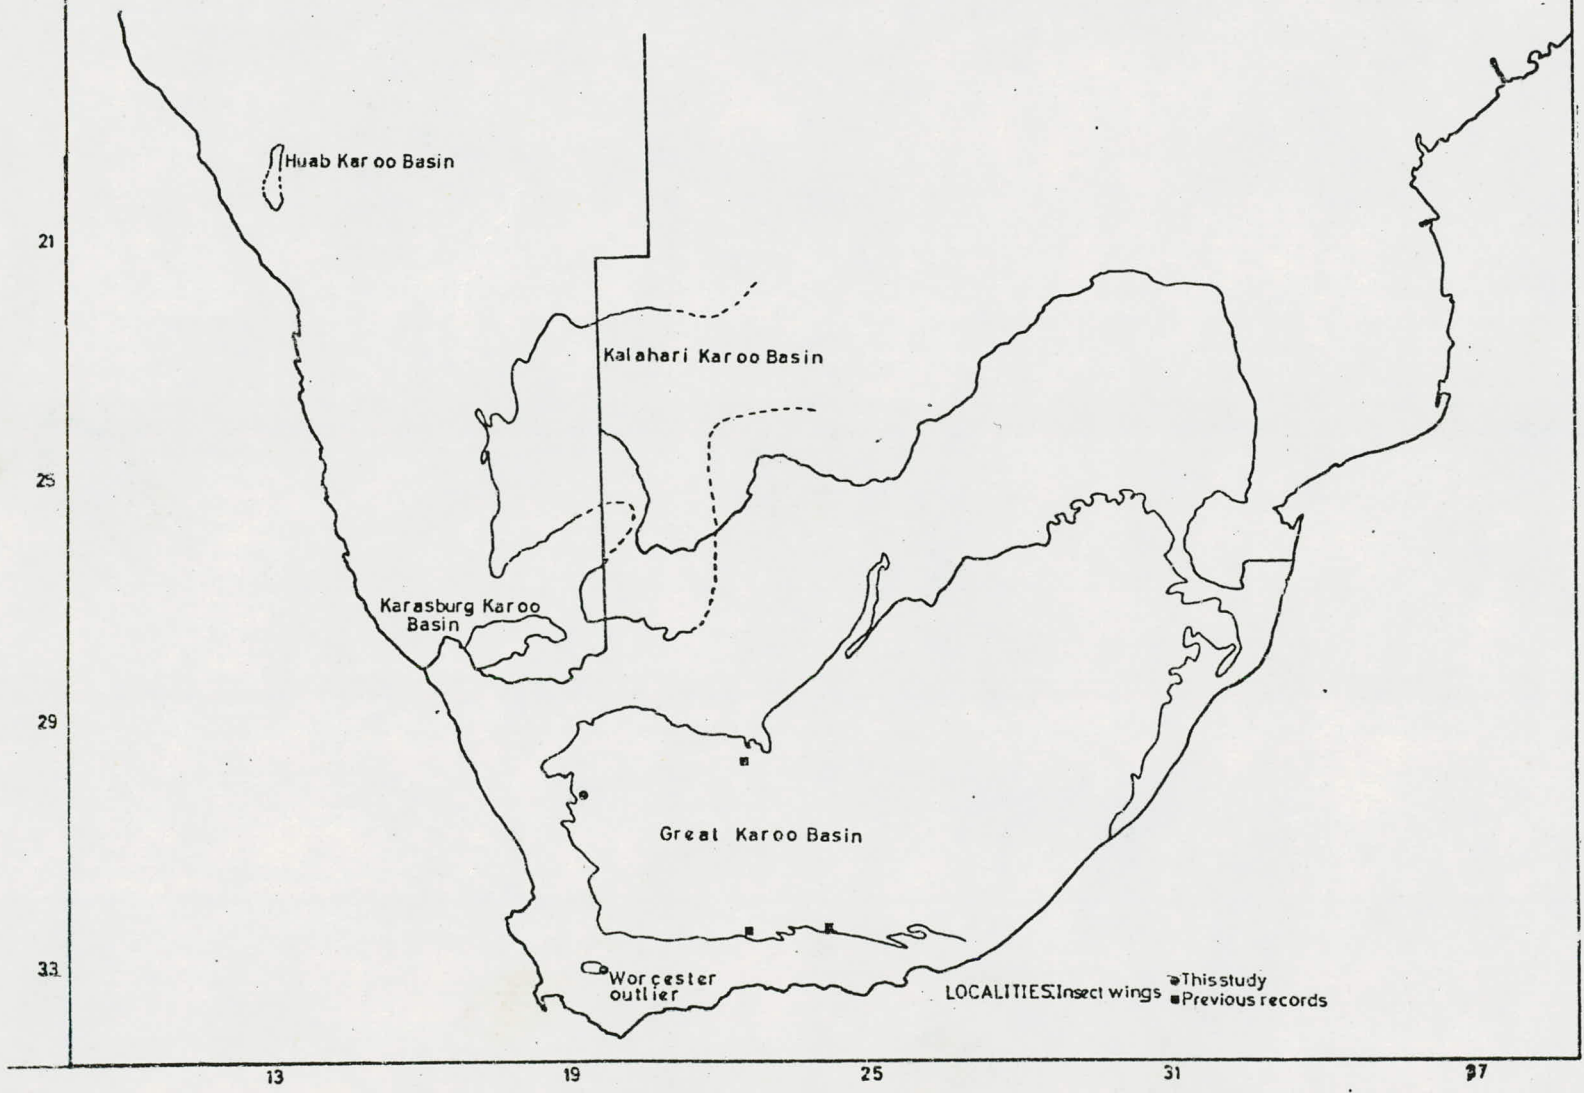 Huab Karoo Basin
21
Kalahari Karoo Basin
25
Karasburg Karoo
Basin
29
Great Karoo Basin
33
Worcester
outlier
LOCALITIES:Insect wings
This study
Previous records
13 19 25 31 37